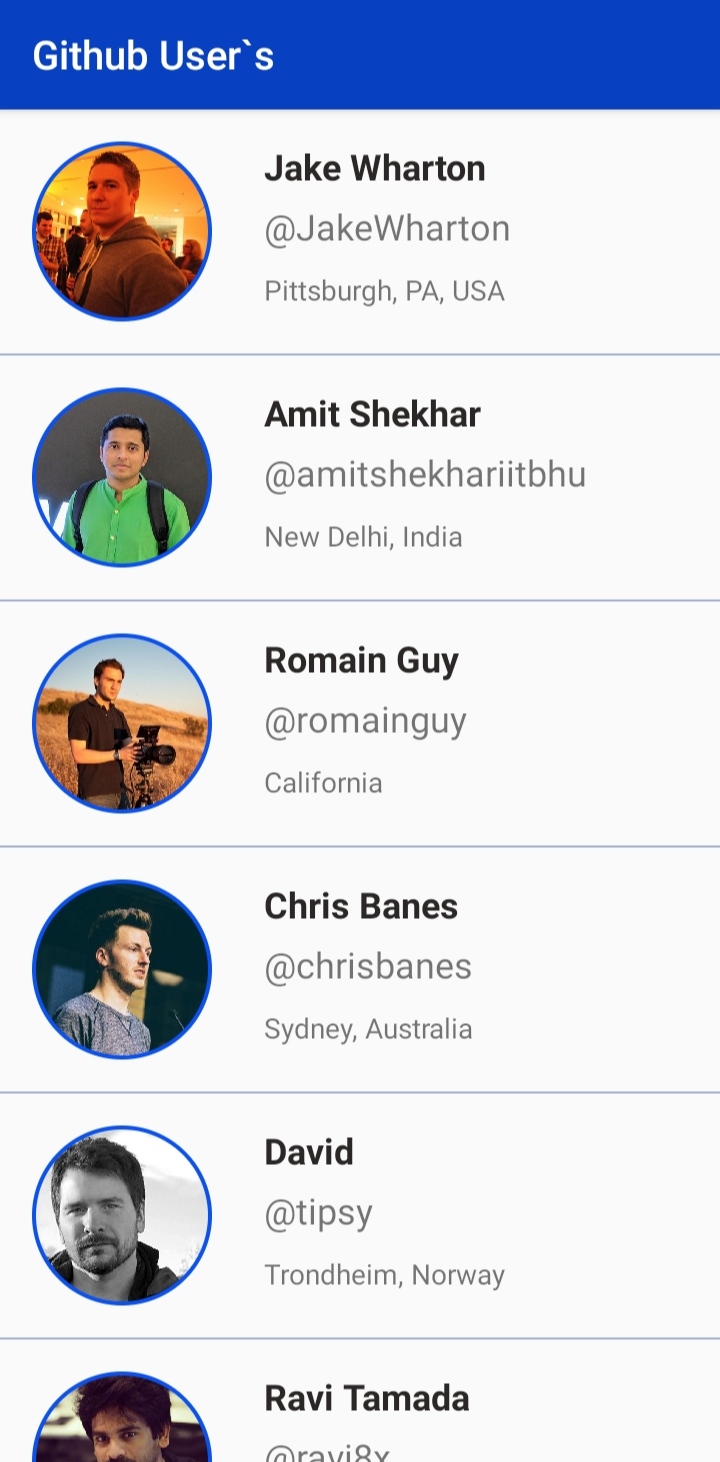 Github User`s
Jake Wharton
@JakeWharton
Pittsburgh, PA, USA
Amit Shekhar
@amitshekhariitbhu
New Delhi, India
Romain Guy
@romainguy
California
Chris Banes
@chrisbanes
Sydney, Australia
David
@tipsy
Trondheim, Norway
Ravi Tamada
@ravi8x